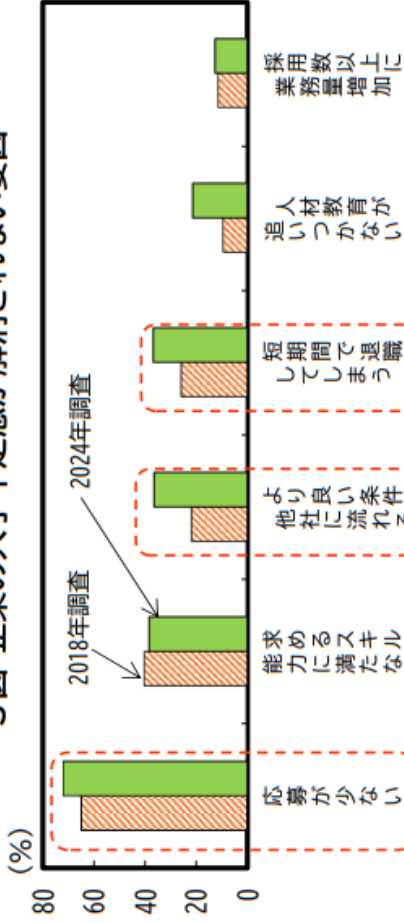 (%)
80
60
40
20
0
2018年調査
2024年調査
応募が少ない
求めるスキル
能力に満たな
より良い条件
他社に流れ
短期間で退職
してしまう
人材教育が
追いつかない
採用数以上に
業務量増加